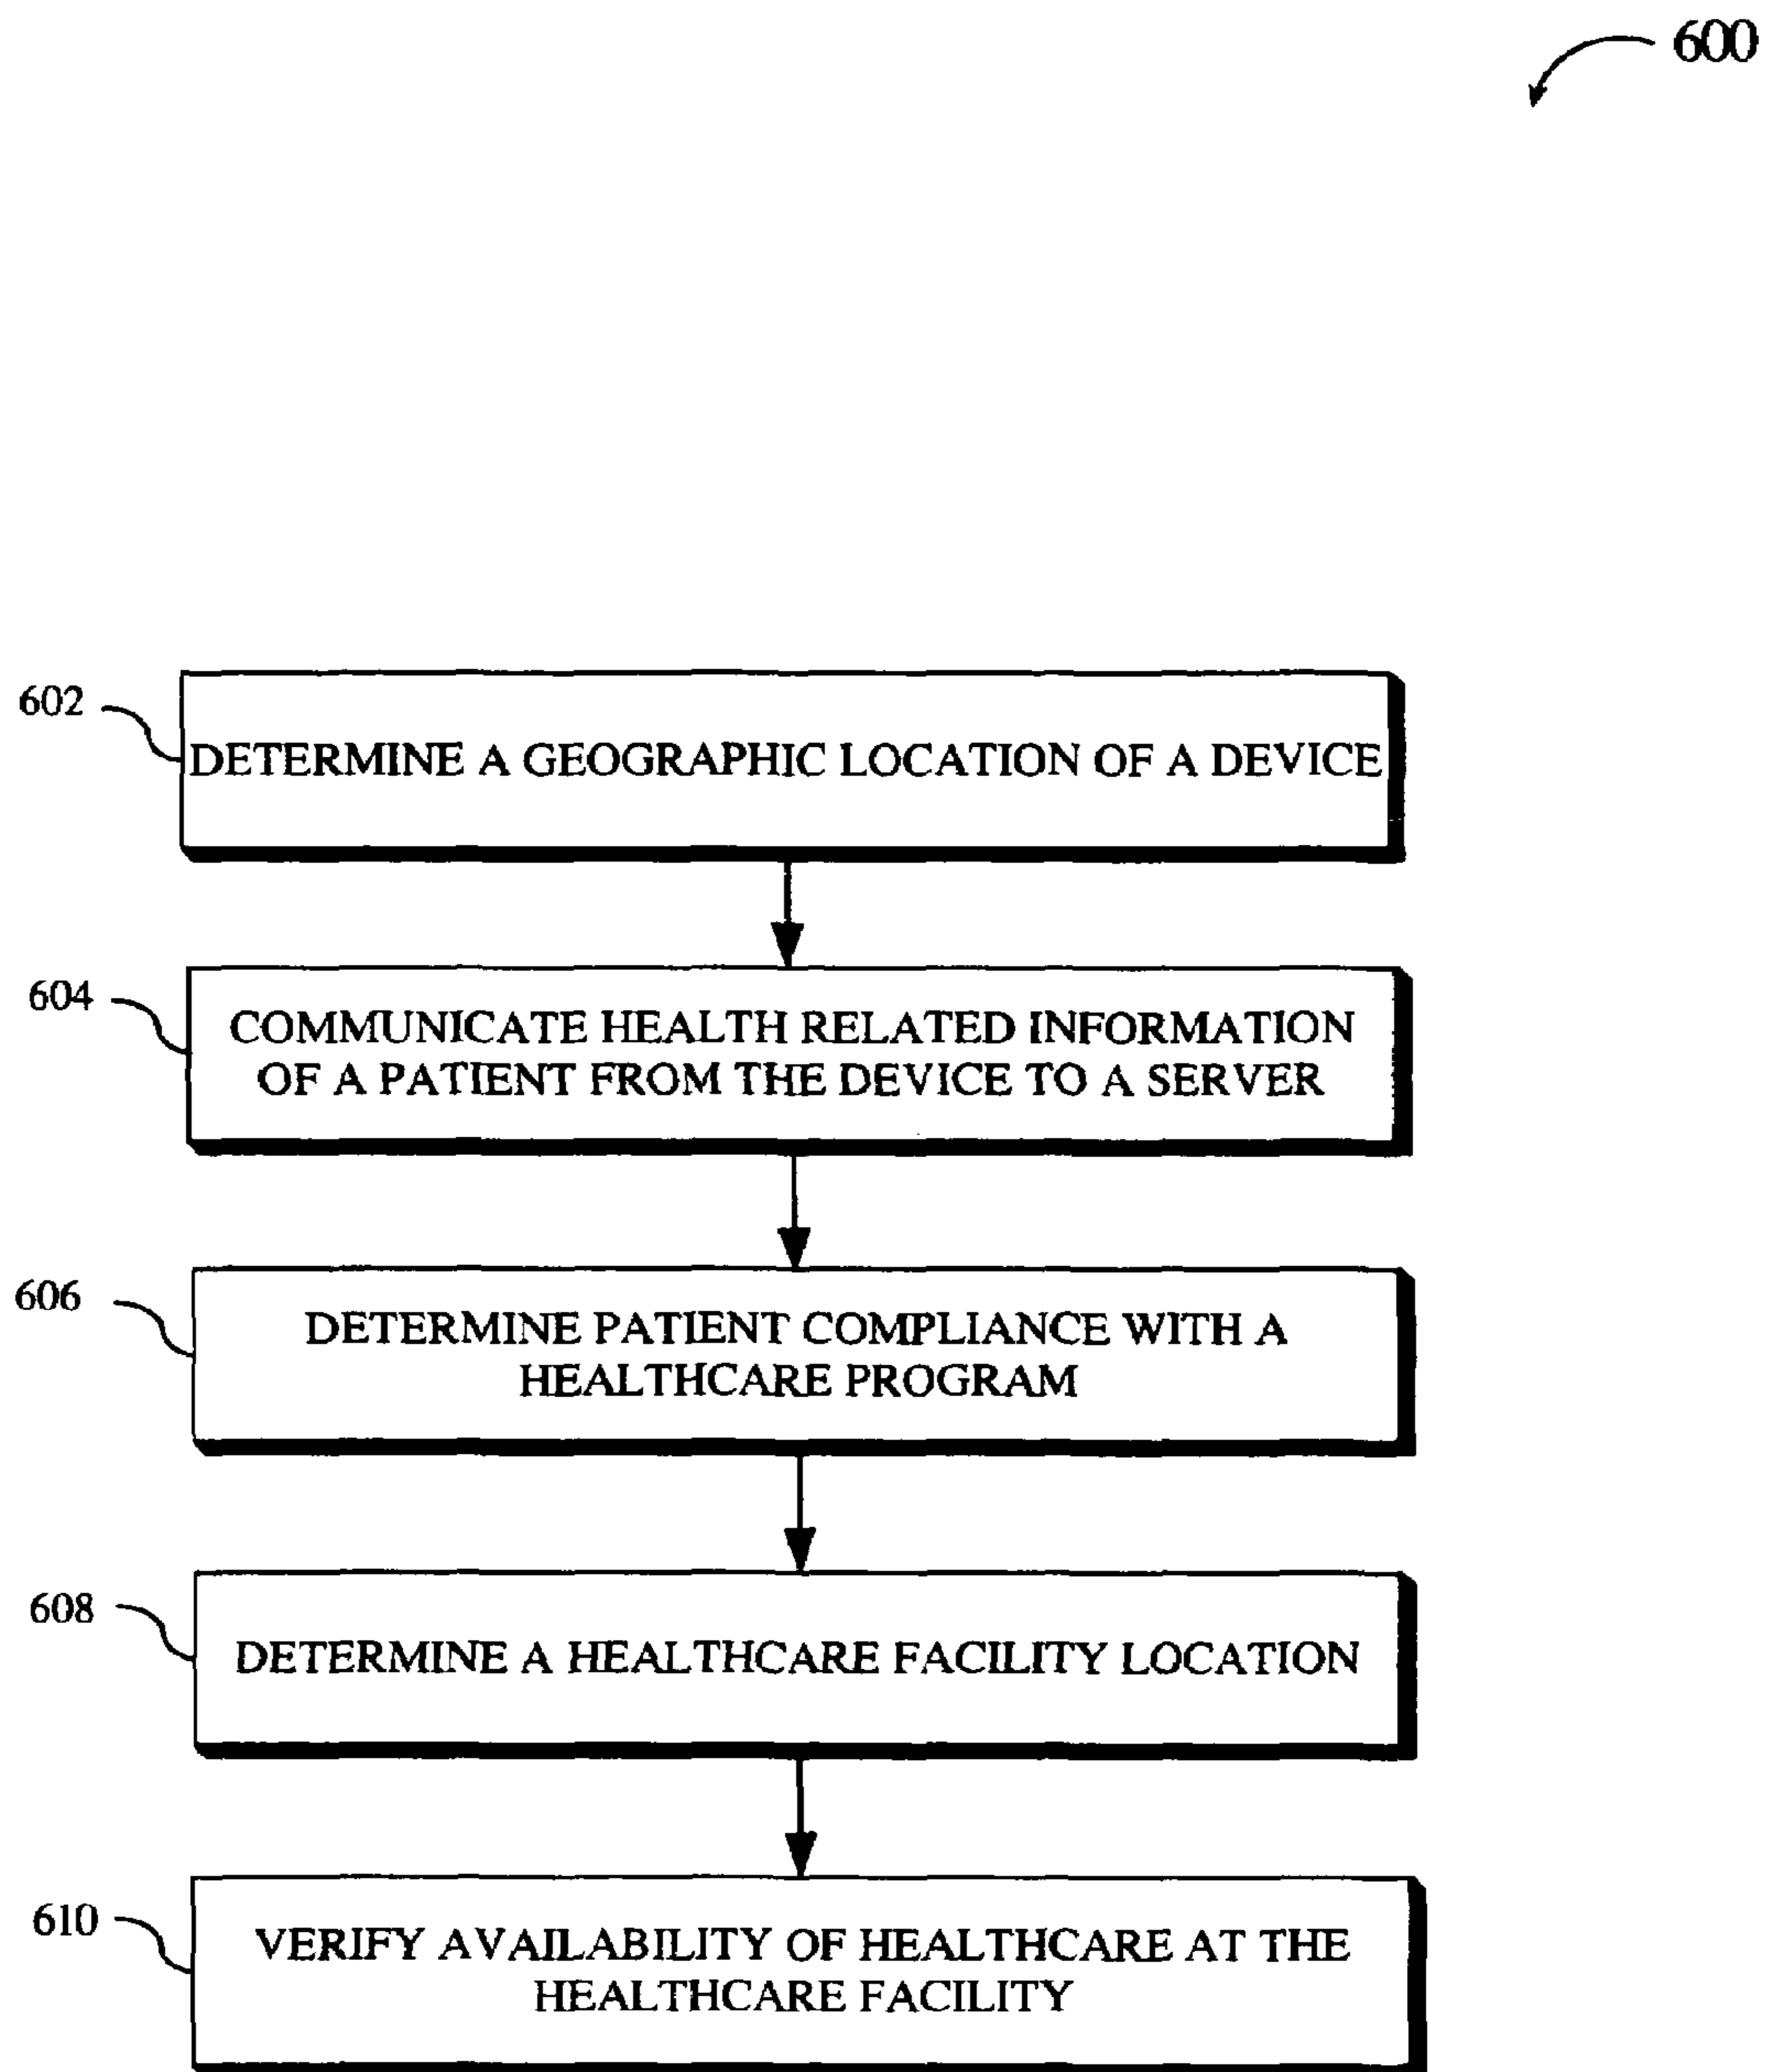 600
602
DETERMINE A GEOGRAPHIC LOCATION OF A DEVICE
604
COMMUNICATE HEALTH RELATED INFORMATION
OF A PATIENT FROM THE DEVICE TO A SERVER
606
DETERMINE PATIENT COMPLIANCE WITH A
HEALTHCARE PROGRAM
608
DETERMINE A HEALTHCARE FACILITY LOCATION
610
VERIFY AVAILABILITY OF HEALTHCARE AT THE
HEALTHCARE FACILITY